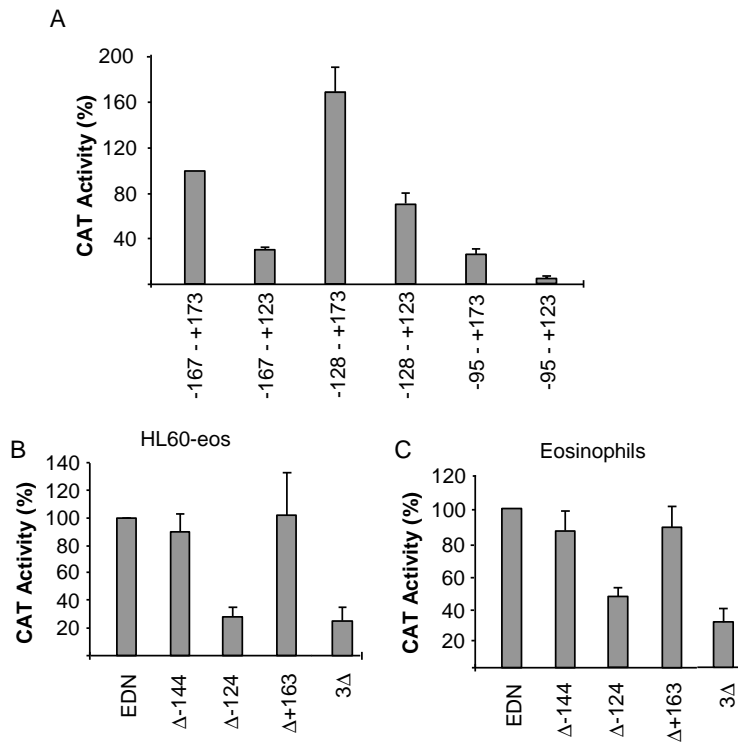 A
CAT Activity (%)
200
160
120
80
40
-167 - +173
-167 - +123
-128 - +173
-128 - +123
-95 - +173
-95 - +123
B
HL60-eos
CAT Activity (%)
140
120
100
80
60
40
20
EDN
Δ-144
Δ-124
Δ+163
3Δ
C
Eosinophils
CAT Activity (%)
120
100
80
60
40
20
EDN
Δ-144
Δ-124
Δ+163
3Δ